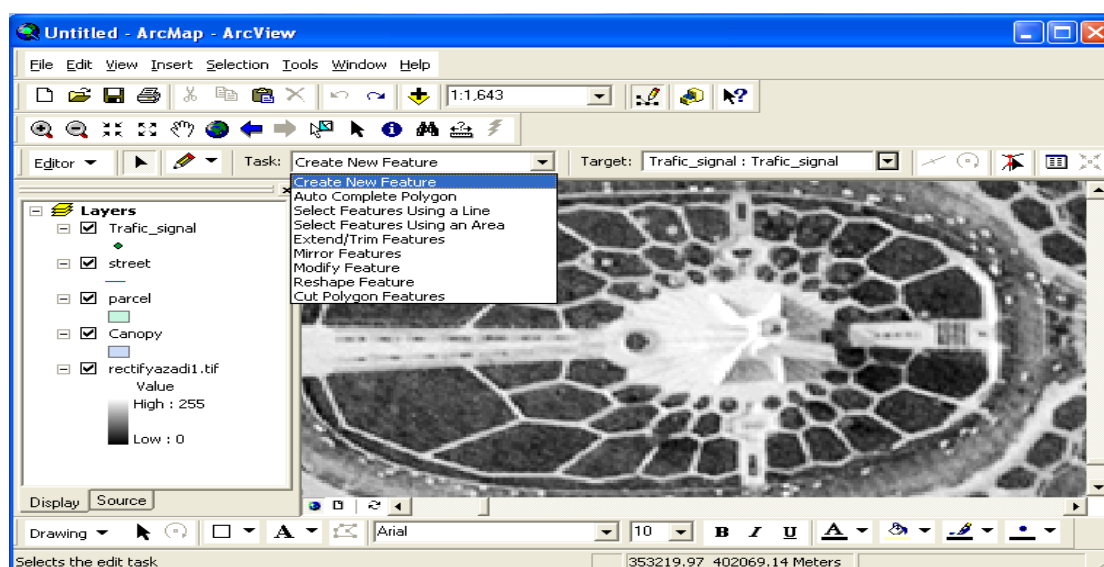 Untitled - ArcMap - ArcView
File Edit View Insert Selection Tools Window Help
1:1,643
Editor Task: Create New Feature Target: Trafic_signal : Trafic_signal
Create New Feature
Auto Complete Polygon
Select Features Using a Line
Select Features Using an Area
Extend/Trim Features
Mirror Features
Modify Feature
Reshape Feature
Cut Polygon Features
Layers
Trafic_signal
street
parcel
Canopy
rectifyazadi1.tif
Value
High : 255
Low : 0
Display Source
Drawing A Arial 10 B I U A
Selects the edit task 353219.97 402069.14 Meters